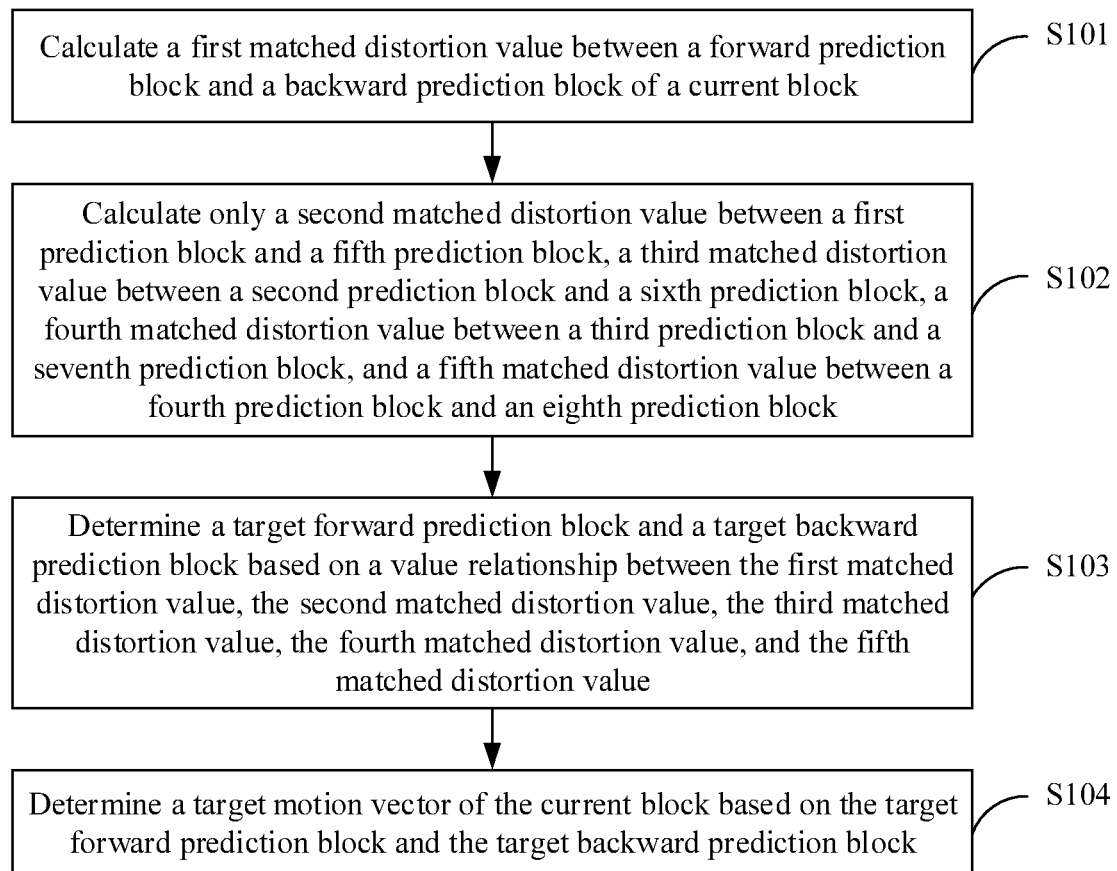 Calculate a first matched distortion value between a forward prediction
block and a backward prediction block of a current block
S101
Calculate only a second matched distortion value between a first
prediction block and a fifth prediction block, a third matched distortion
value between a second prediction block and a sixth prediction block, a
fourth matched distortion value between a third prediction block and a
seventh prediction block, and a fifth matched distortion value between a
fourth prediction block and an eighth prediction block
S102
Determine a target forward prediction block and a target backward
prediction block based on a value relationship between the first matched
distortion value, the second matched distortion value, the third matched
distortion value, the fourth matched distortion value, and the fifth
matched distortion value
S103
Determine a target motion vector of the current block based on the target
forward prediction block and the target backward prediction block
S104